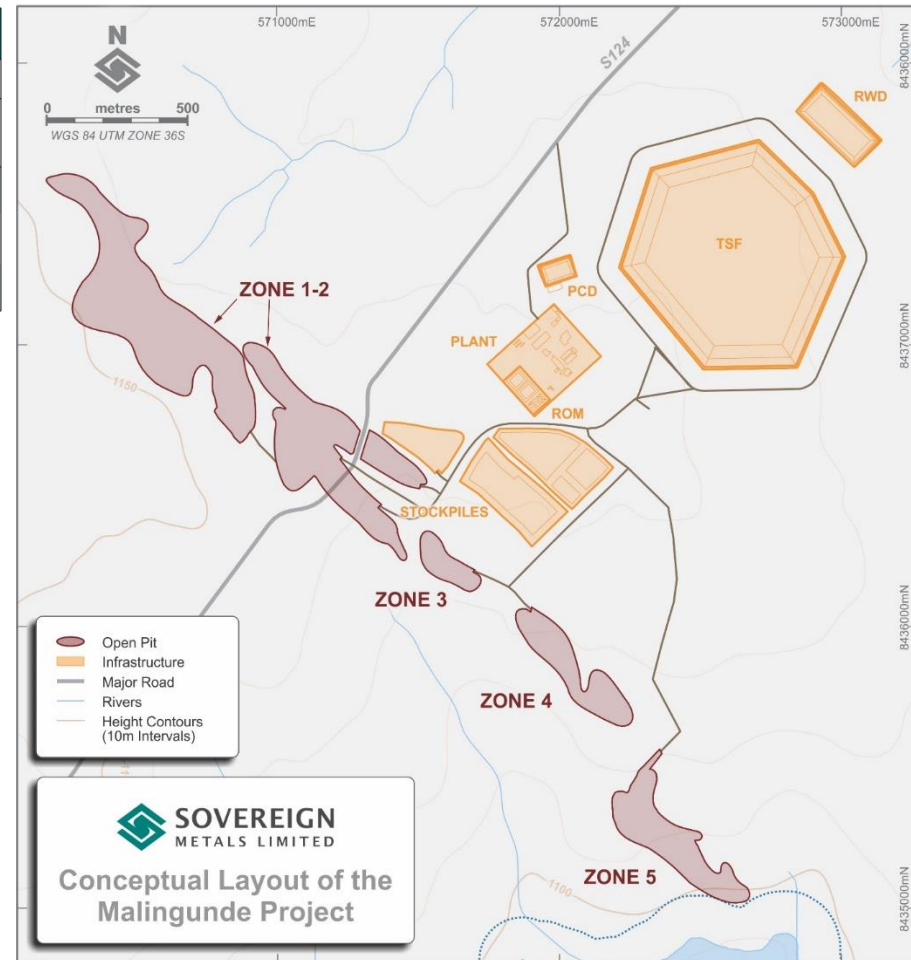 571000mE
572000mE
573000mE
N
0 metres 500
WGS 84 UTM ZONE 36S
S124
8436000mN
RWD
TSF
PCD
ZONE 1-2
PLANT
8437000mN
1150
ROM
STOCKPILES
ZONE 3
8436000mN
Open Pit
Infrastructure
Major Road
Rivers
Height Contours
(10m Intervals)
ZONE 4
SOVEREIGN
METALS LIMITED
Conceptual Layout of the
Malingunde Project
ZONE 5
1100
8435000mN